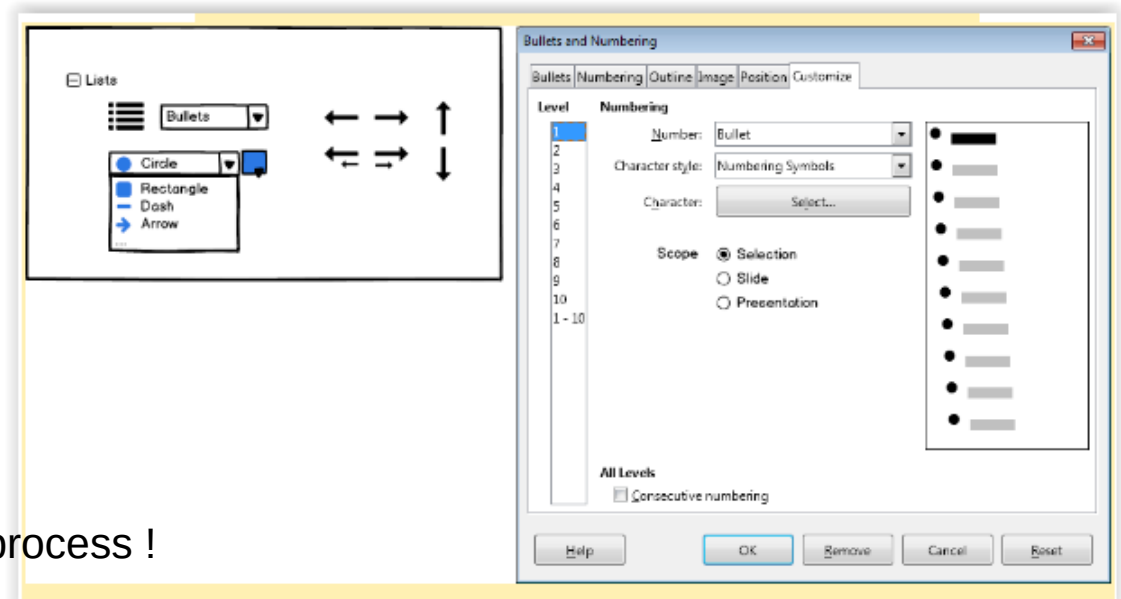 Lists
Bullets
Circle
Rectangle
Dash
Arrow
...
Bullets and Numbering
Bullets Numbering Outline Image Position Customize
Level Numbering
1
2
3
4
5
6
7
8
9
10
1 - 10
Number: Bullet
Character style: Numbering Symbols
Character: Select...
Scope Selection
Slide
Presentation
All Levels
Consecutive numbering
Help OK Remove Cancel Reset
process !